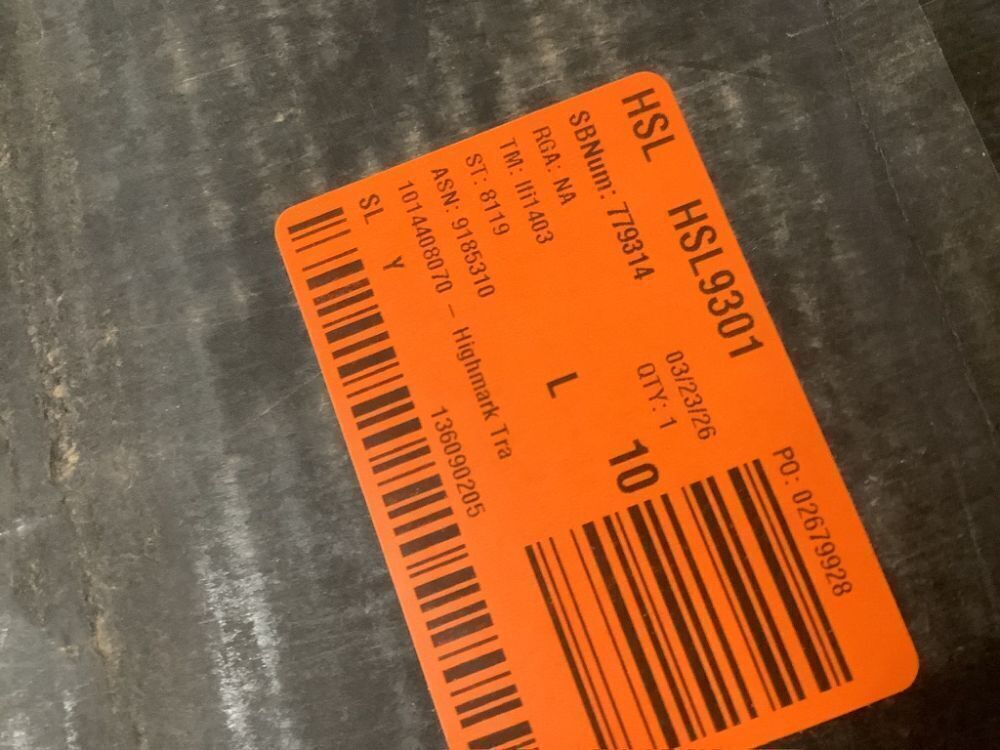 HSL HSL9301
SBNum: 779314 03/23/26 PO: 02679928
RGA: NA QTY: 1
TM: lfi1403
ST: 8119 L 10
ASN: 9185310
1014408070 – Highmark Tra
SL Y 136090205